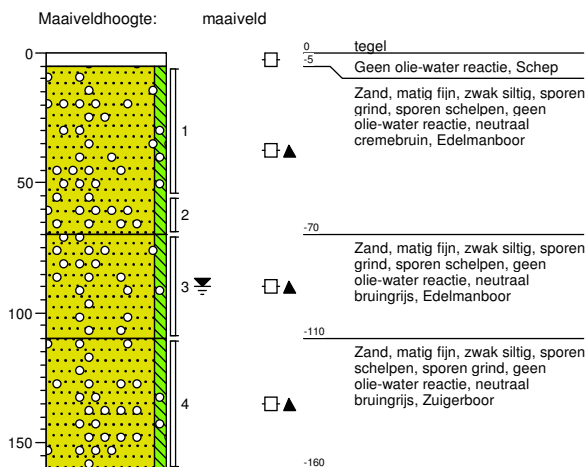 Maaiveldhoogte: maaiveld
0
0
tegel
-5
Geen olie-water reactie, Schep
Zand, matig fijn, zwak siltig, sporen
grind, sporen schelpen, geen
olie-water reactie, neutraal
cremebruin, Edelmanboor
1
50
2
-70
Zand, matig fijn, zwak siltig, sporen
grind, sporen schelpen, geen
olie-water reactie, neutraal
bruingrijs, Edelmanboor
3
100
-110
Zand, matig fijn, zwak siltig, sporen
schelpen, sporen grind, geen
olie-water reactie, neutraal
bruingrijs, Zuigerboor
4
150
-160